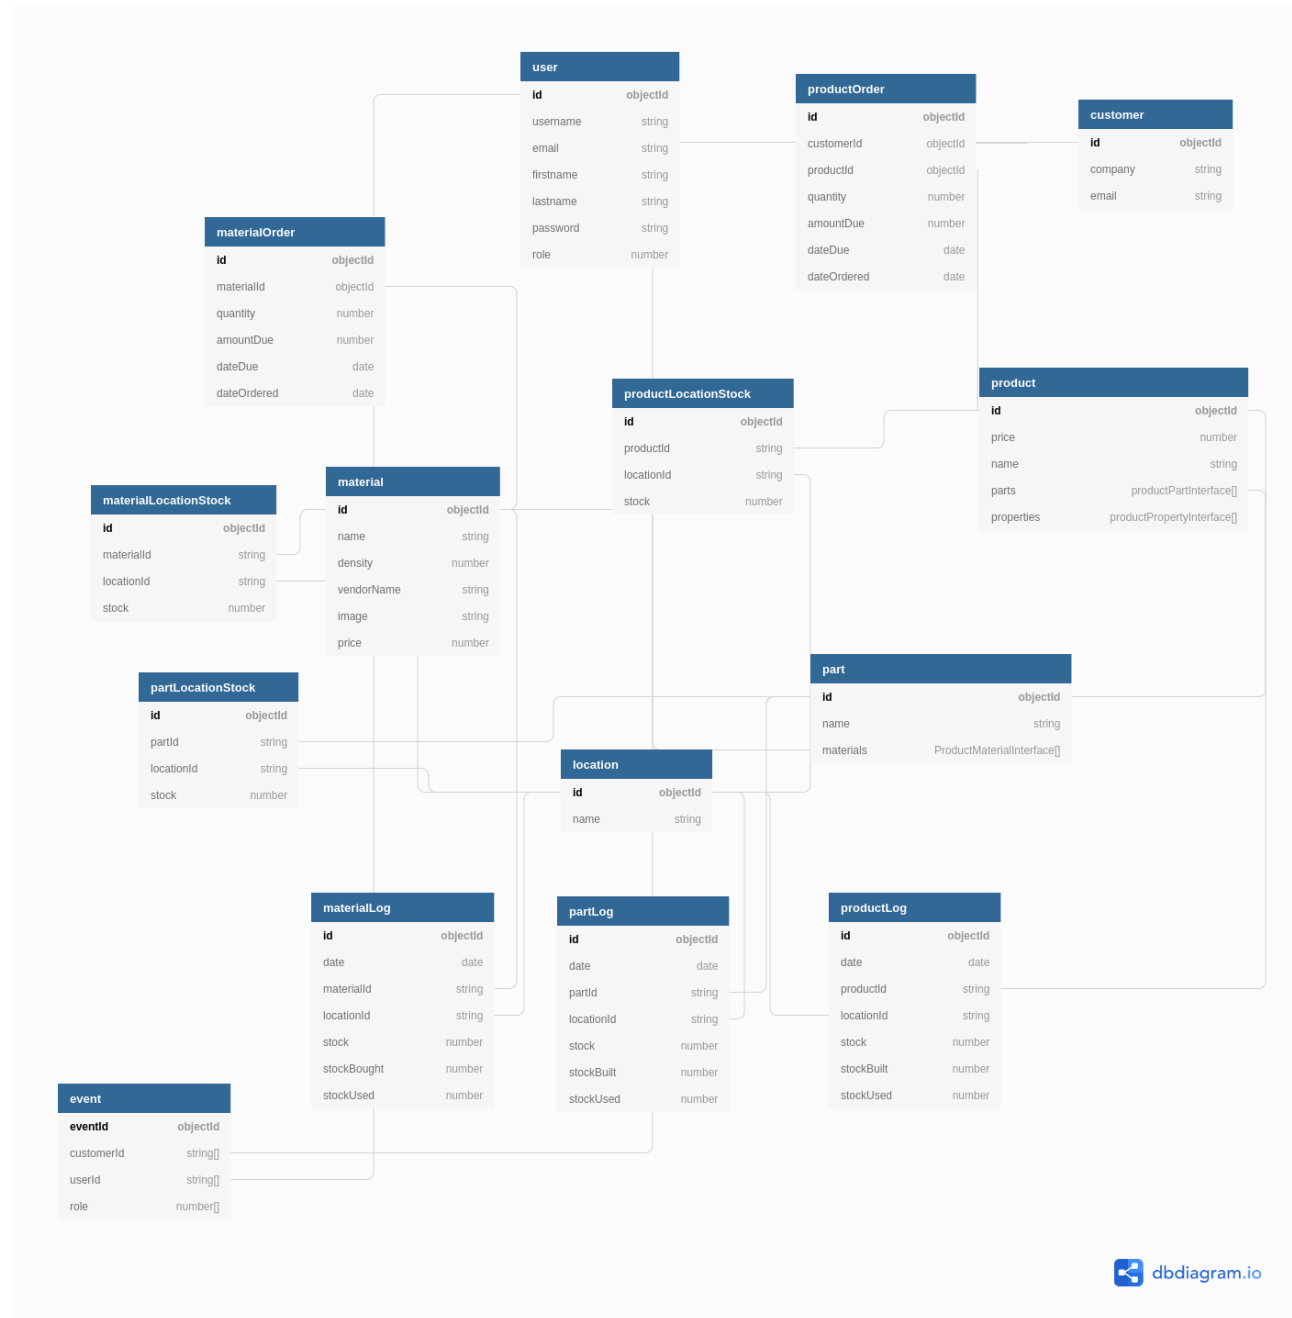 user
id objectId
username string
email string
firstname string
lastname string
password string
role number
productOrder
id objectId
customerId objectId
productId objectId
quantity number
amountDue number
dateDue date
dateOrdered date
customer
id objectId
company string
email string
materialOrder
id objectId
materialId objectId
quantity number
amountDue number
dateDue date
dateOrdered date
productLocationStock
id objectId
productId string
locationId string
stock number
product
id objectId
price number
name string
parts productPartInterface[]
properties productPropertyInterface[]
material
id objectId
name string
density number
vendorName string
image string
price number
materialLocationStock
id objectId
materialId string
locationId string
stock number
partLocationStock
id objectId
partId string
locationId string
stock number
part
id objectId
name string
materials ProductMaterialInterface[]
location
id objectId
name string
materialLog
id objectId
date date
materialId string
locationId string
stock number
stockBought number
stockUsed number
partLog
id objectId
date date
partId string
locationId string
stock number
stockBuilt number
stockUsed number
productLog
id objectId
date date
productId string
locationId string
stock number
stockBuilt number
stockUsed number
event
eventId objectId
customerId string[]
userId string[]
role number[]
dbdiagram.io